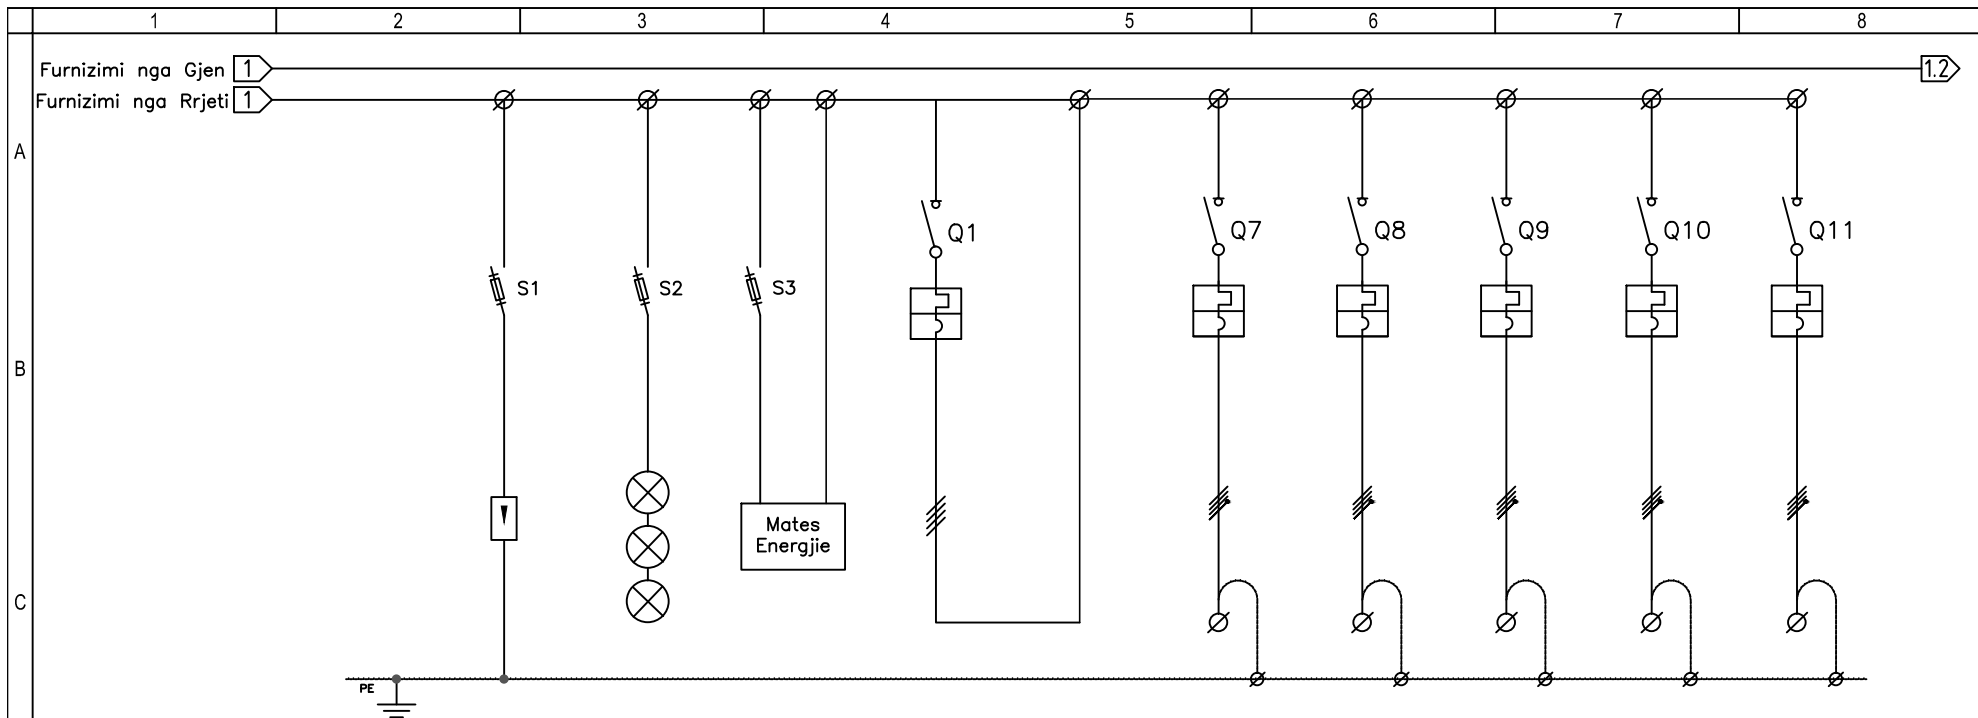 1 2 3 4 5 6 7 8
Furnizimi nga Gjen 1 1.2
Furnizimi nga Rrjeti 1
A
Q1 Q7 Q8 Q9 Q10 Q11
S1 S2 S3
B
Mates
Energjie
C
PE